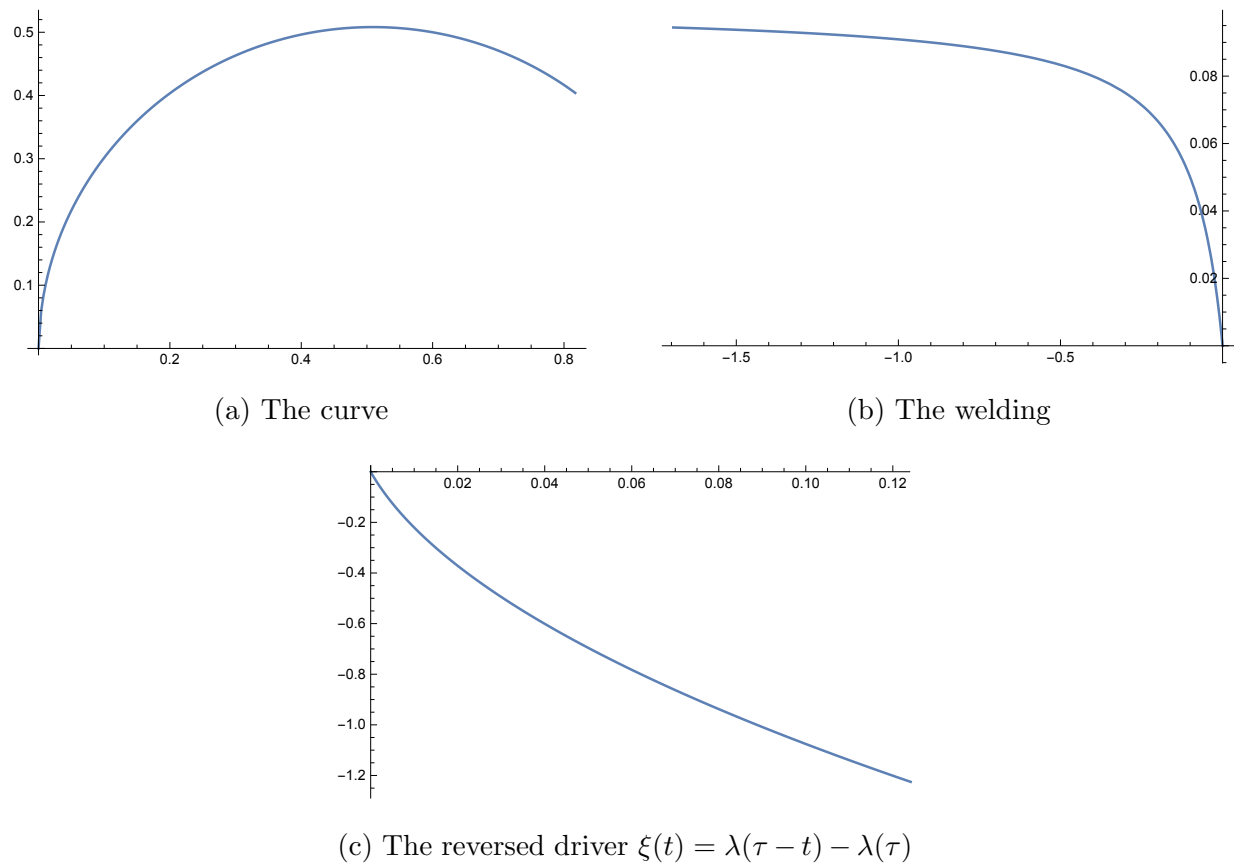 0.5
0.4
0.3
0.2
0.1
0.2 0.4 0.6 0.8
(a) The curve
0.08
0.06
0.04
0.02
−1.5 −1.0 −0.5
(b) The welding
0.02 0.04 0.06 0.08 0.10 0.12
−0.2
−0.4
−0.6
−0.8
−1.0
−1.2
(c) The reversed driver ξ(t) = λ(τ − t) − λ(τ)